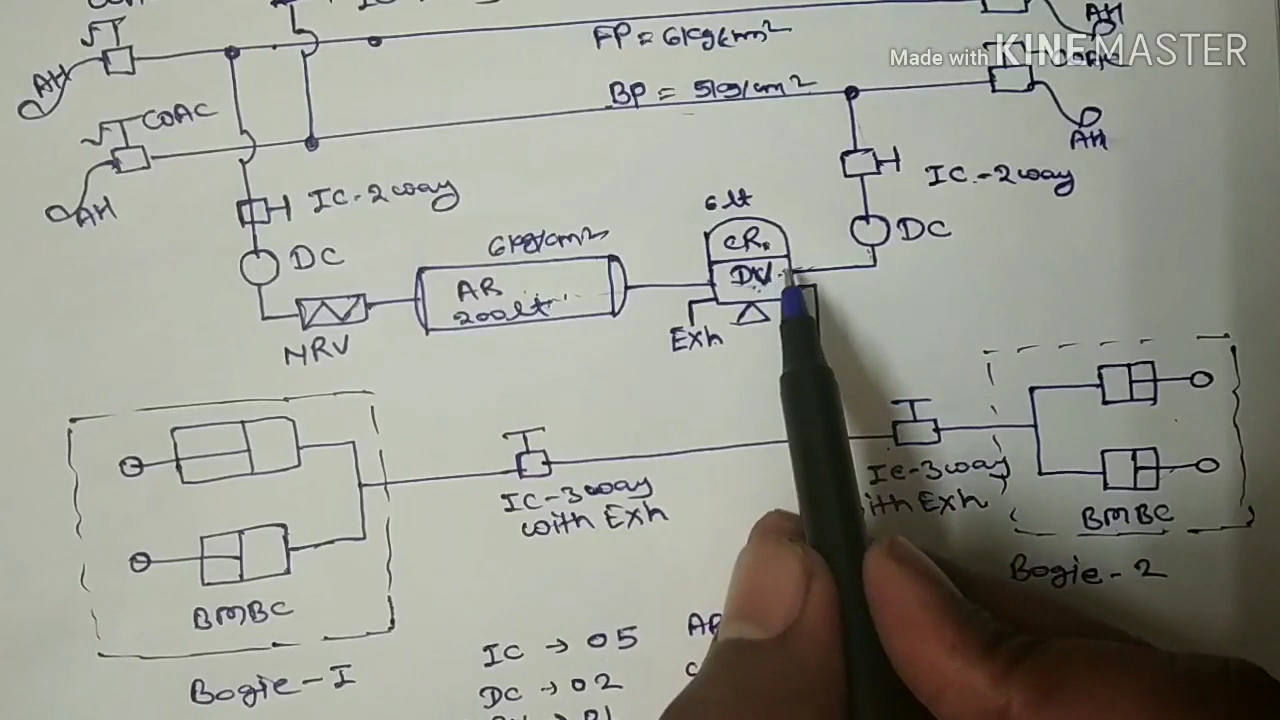 Made with KINEMASTER
FP = 6kg/cm²
AH
AH
COAC
BP = 5kg/cm²
AH
AH
IC-2way
IC-2way
6lt
DC
6kg/cm²
CR
DC
DV
AR
200lt
Exh
NRV
IC-3way
with Exh
IC-3way
ith Exh
BMBC
BMBC
Bogie-2
IC → 05
DC → 02
Bogie-I